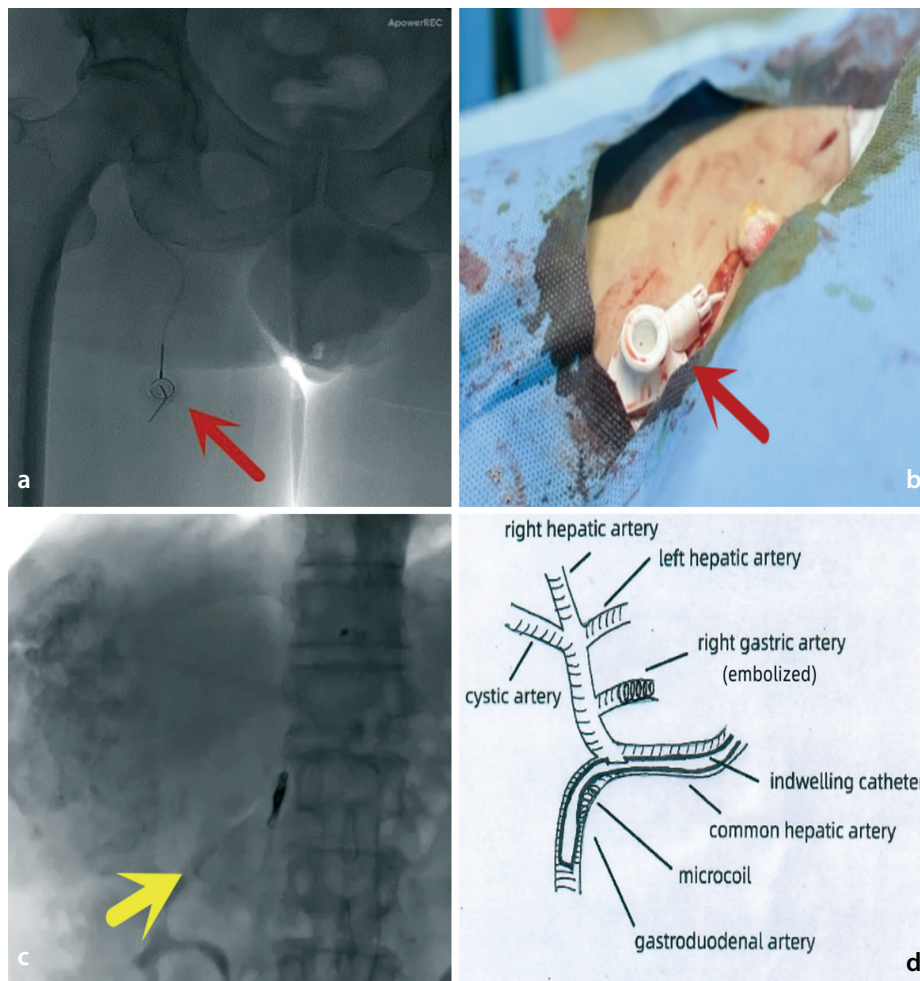 ApowerREC
a
b
c
right hepatic artery
left hepatic artery
right gastric artery
(embolized)
cystic artery
indwelling catheter
common hepatic artery
microcoil
gastroduodenal artery
d